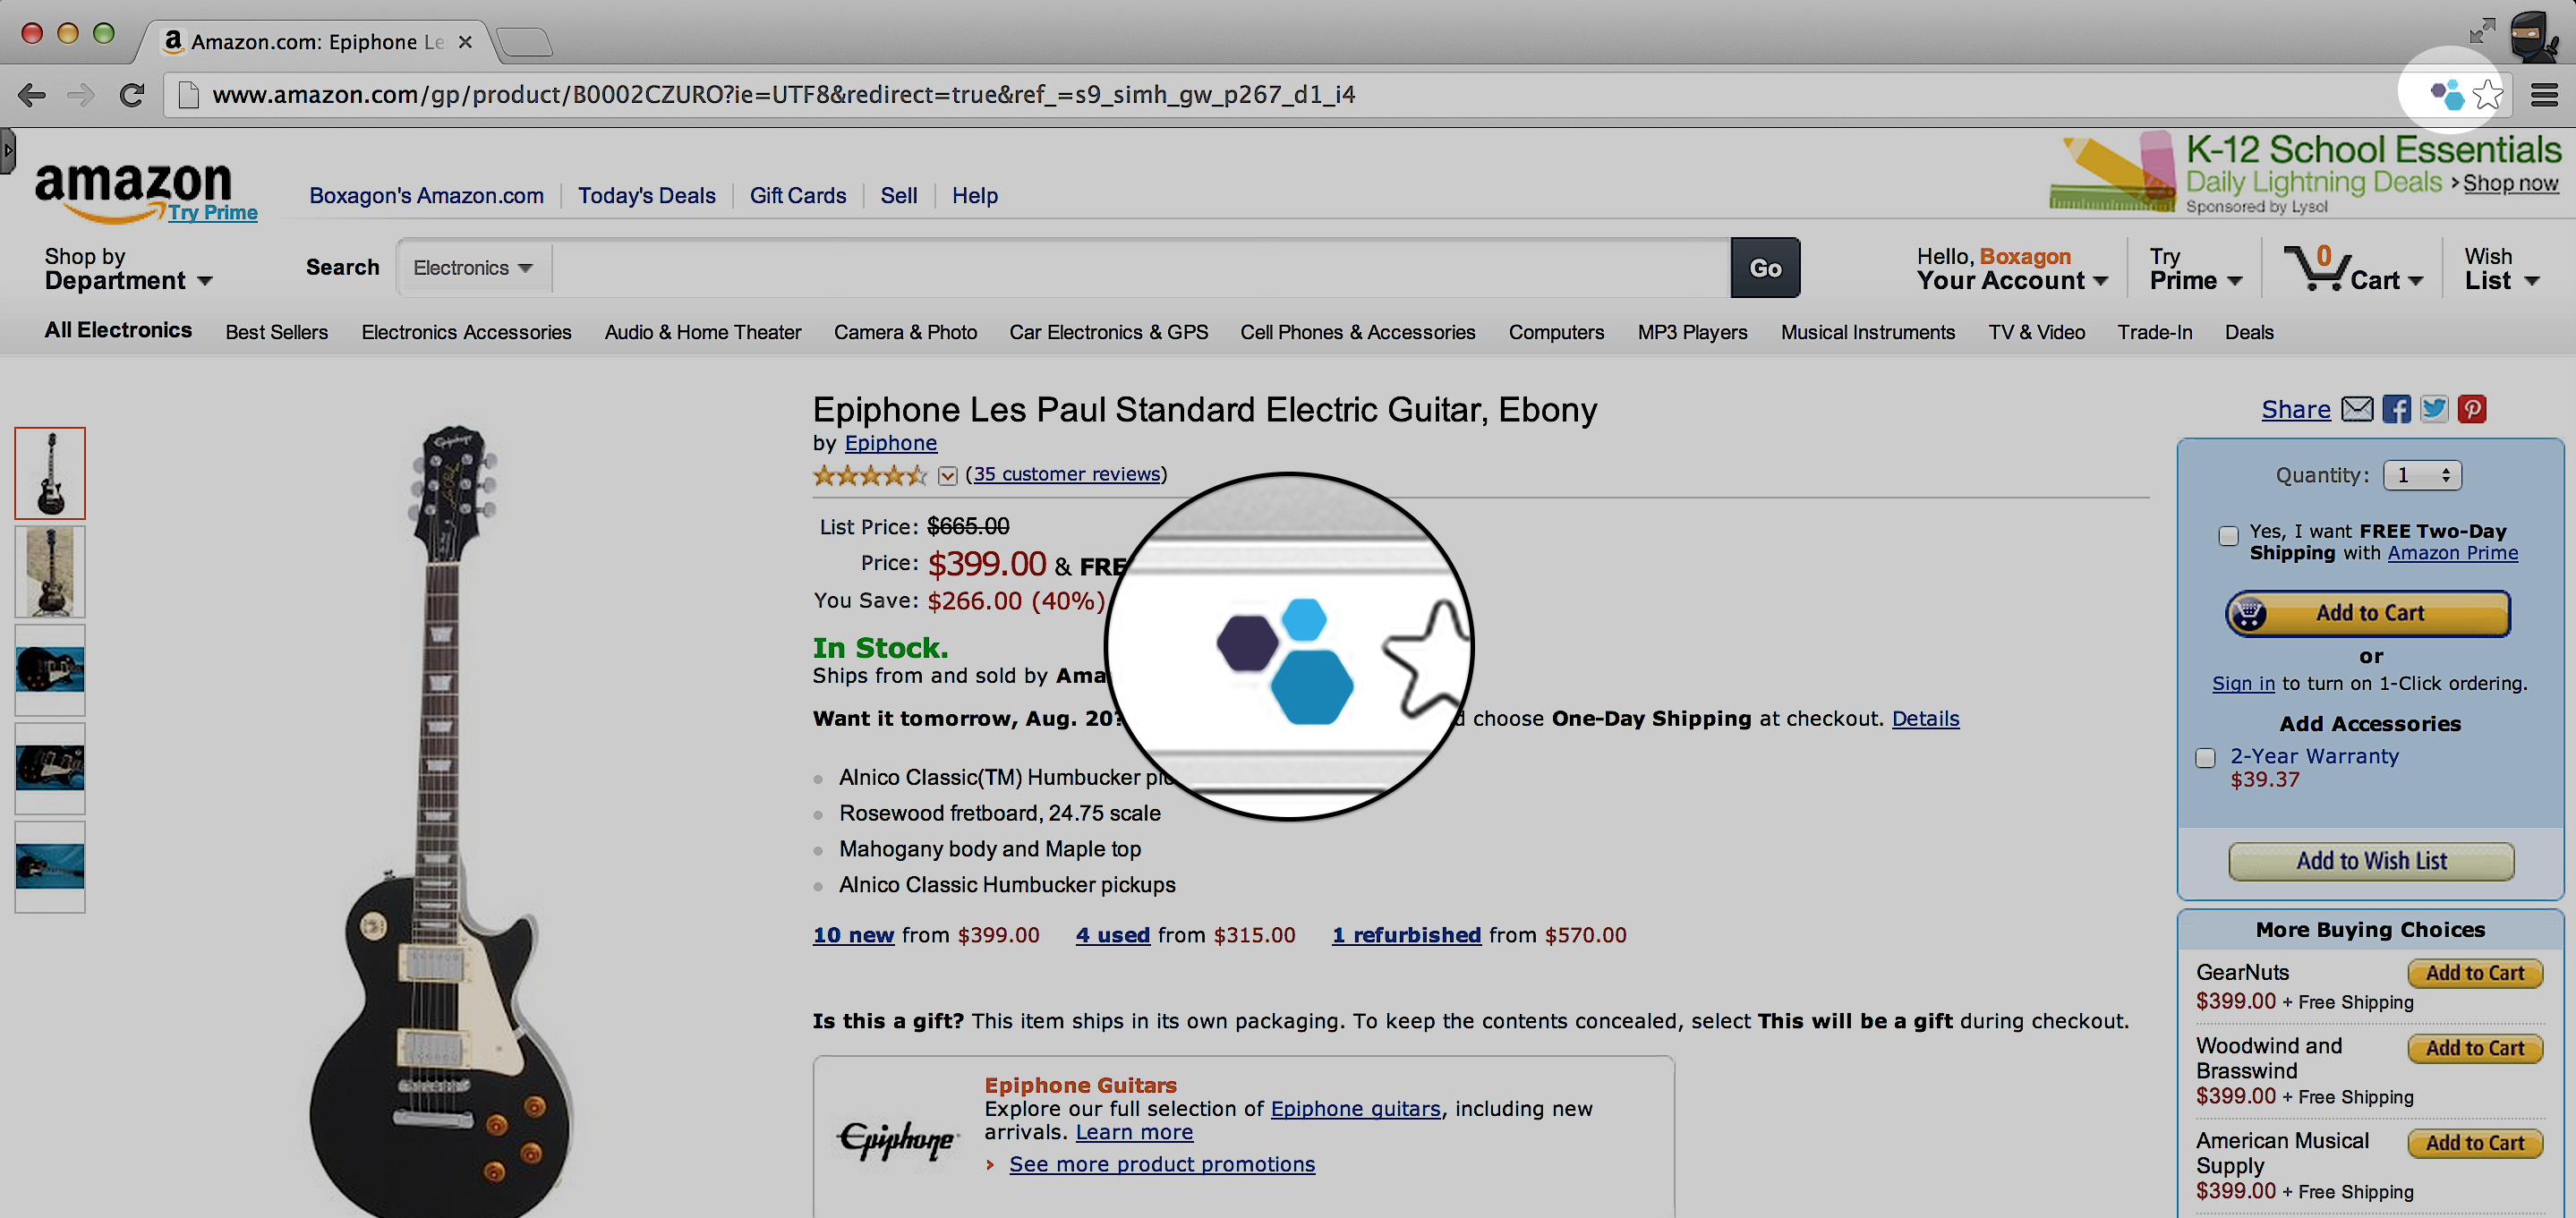 Amazon.com: Epiphone Le
www.amazon.com/gp/product/B0002CZURO?ie=UTF8&redirect=true&ref_=s9_simh_gw_p267_d1_i4
amazon
Try Prime
Boxagon's Amazon.com
Today's Deals
Gift Cards
Sell
Help
K-12 School Essentials
Daily Lightning Deals › Shop now
Sponsored by Lysol
Shop by
Department
Search
Electronics
Go
Hello, Boxagon
Your Account
Try
Prime
0
Cart
Wish
List
All Electronics
Best Sellers
Electronics Accessories
Audio & Home Theater
Camera & Photo
Car Electronics & GPS
Cell Phones & Accessories
Computers
MP3 Players
Musical Instruments
TV & Video
Trade-In
Deals
Epiphone
Epiphone Les Paul Standard Electric Guitar, Ebony
by Epiphone
(35 customer reviews)
List Price: $665.00
Price: $399.00 & FRE
You Save: $266.00 (40%)
In Stock.
Ships from and sold by Ama
Want it tomorrow, Aug. 20? choose One-Day Shipping at checkout. Details
Alnico Classic(TM) Humbucker pic
Rosewood fretboard, 24.75 scale
Mahogany body and Maple top
Alnico Classic Humbucker pickups
10 new from $399.00 4 used from $315.00 1 refurbished from $570.00
Is this a gift? This item ships in its own packaging. To keep the contents concealed, select This will be a gift during checkout.
Epiphone
Epiphone Guitars
Explore our full selection of Epiphone guitars, including new
arrivals. Learn more
› See more product promotions
Share
Quantity: 1
Yes, I want FREE Two-Day
Shipping with Amazon Prime
Add to Cart
or
Sign in to turn on 1-Click ordering.
Add Accessories
2-Year Warranty
$39.37
Add to Wish List
More Buying Choices
GearNuts
Add to Cart
$399.00 + Free Shipping
Woodwind and
Brasswind
Add to Cart
$399.00 + Free Shipping
American Musical
Supply
Add to Cart
$399.00 + Free Shipping